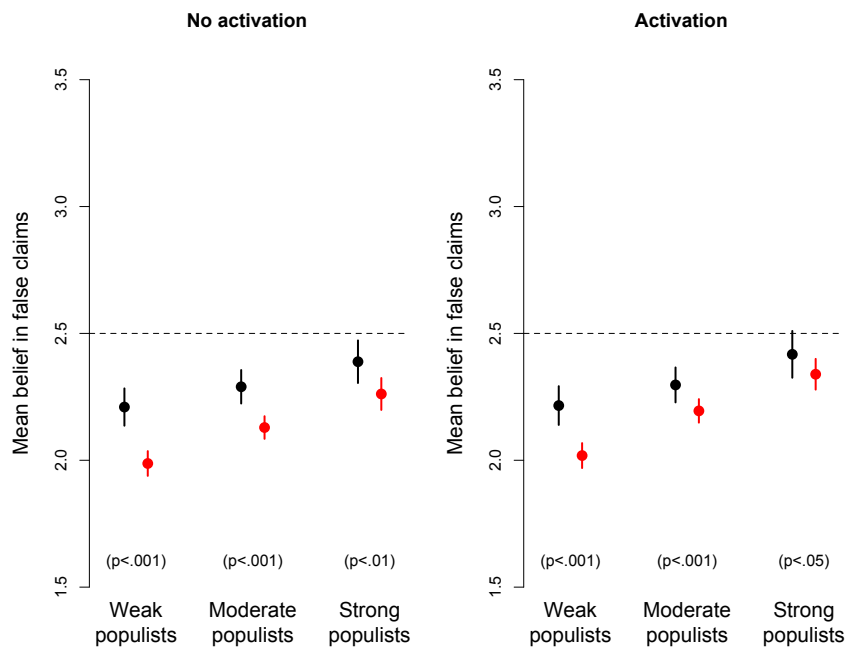 No activation
Activation
Mean belief in false claims
3.5
3.0
2.5
2.0
1.5
(p<.001)
(p<.001)
(p<.01)
Weak
populists
Moderate
populists
Strong
populists
Mean belief in false claims
3.5
3.0
2.5
2.0
1.5
(p<.001)
(p<.001)
(p<.05)
Weak
populists
Moderate
populists
Strong
populists